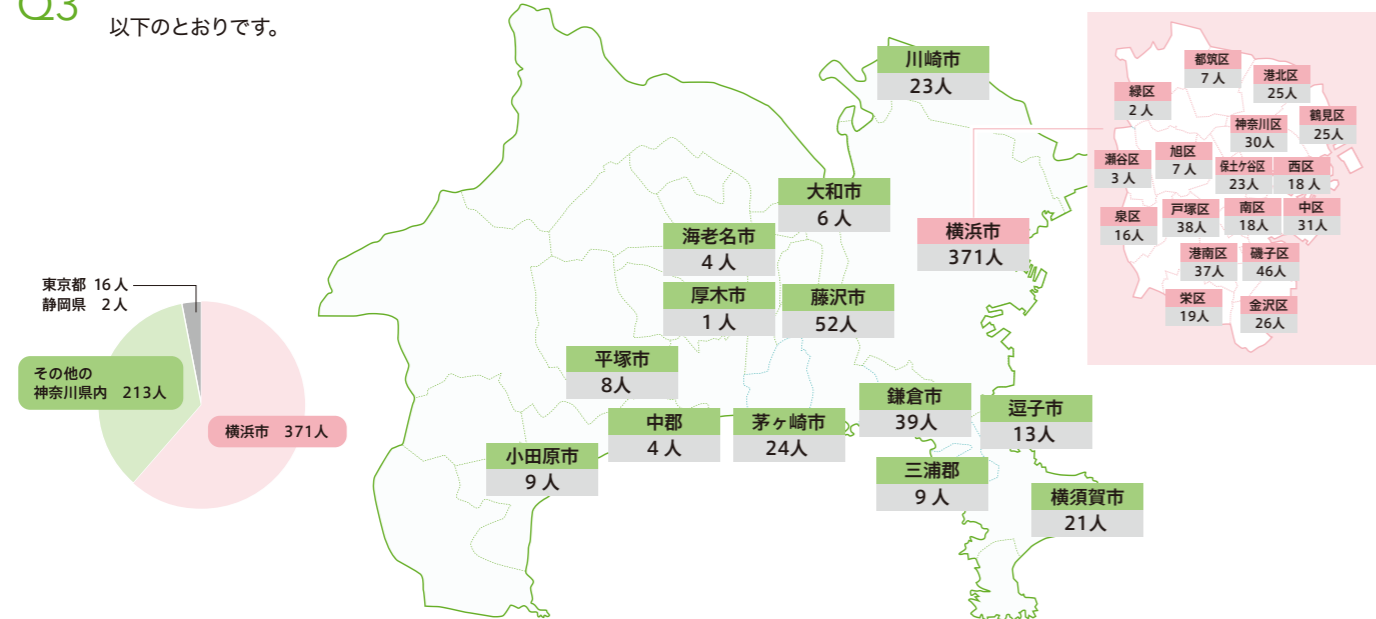 Q3
以下のとおりです。
東京都 16人
静岡県 2人
その他の
神奈川県内 213人
横浜市 371人
川崎市
23人
大和市
6人
海老名市
4人
厚木市
1人
藤沢市
52人
横浜市
371人
平塚市
8人
中郡
4人
茅ヶ崎市
24人
鎌倉市
39人
逗子市
13人
小田原市
9人
三浦郡
9人
横須賀市
21人
都筑区
7人
港北区
25人
緑区
2人
鶴見区
25人
神奈川区
30人
瀬谷区
3人
旭区
7人
保土ケ谷区
23人
西区
18人
泉区
16人
戸塚区
38人
南区
18人
中区
31人
港南区
37人
磯子区
46人
栄区
19人
金沢区
26人